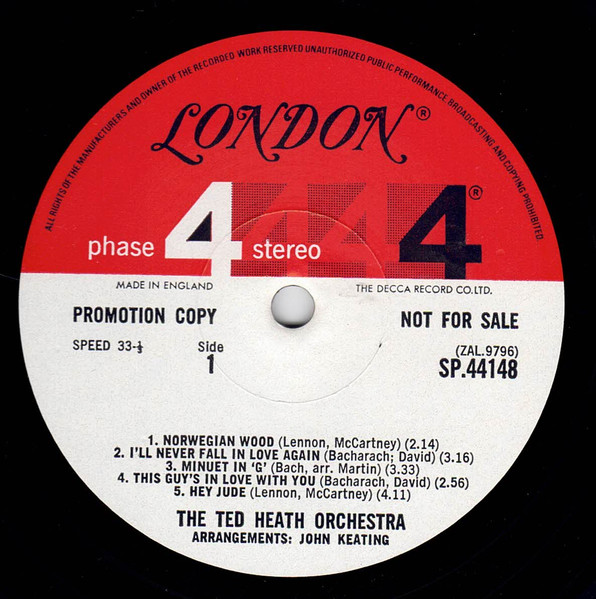 ALL RIGHTS OF THE MANUFACTURERS AND OWNER OF THE RECORDED WORK RESERVED UNAUTHORIZED PUBLIC PERFORMANCE BROADCASTING AND COPYING PROHIBITED
LONDON®
phase 4 stereo 4 4 4 4®
MADE IN ENGLAND THE DECCA RECORD CO.LTD.
PROMOTION COPY NOT FOR SALE
SPEED 33-⅓ Side (ZAL.9796)
1 SP.44148
1. NORWEGIAN WOOD (Lennon, McCartney) (2.14)
2. I'LL NEVER FALL IN LOVE AGAIN (Bacharach; David) (3.16)
3. MINUET IN 'G' (Bach, arr. Martin) (3.33)
4. THIS GUY'S IN LOVE WITH YOU (Bacharach, David) (2.56)
5. HEY JUDE (Lennon, McCartney) (4.11)
THE TED HEATH ORCHESTRA
ARRANGEMENTS: JOHN KEATING